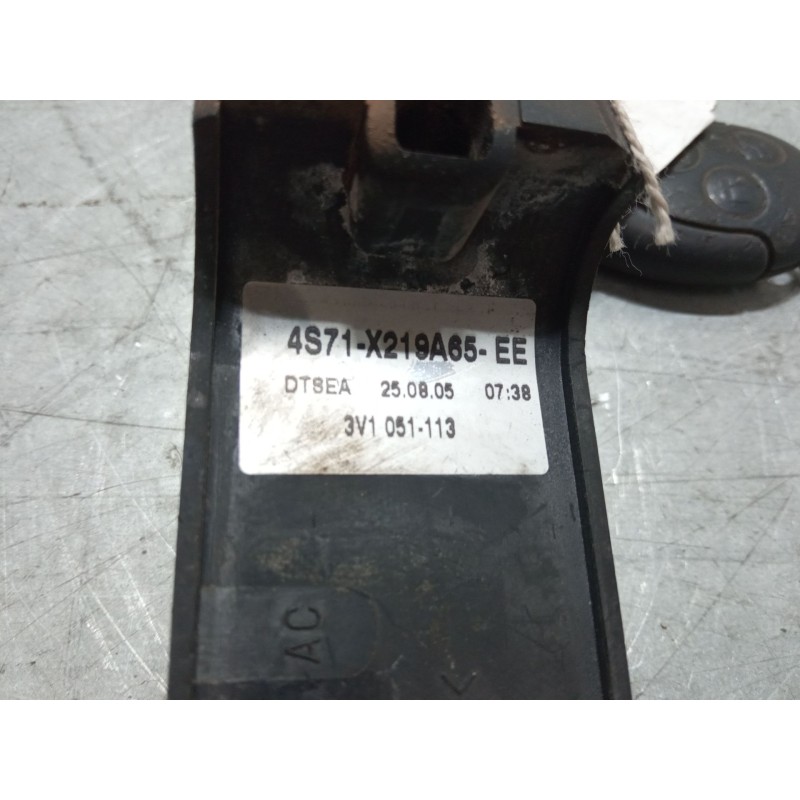 4S71-X219A65-EE
DTSEA 25.08.05 07:38
3V1 051-113
AC